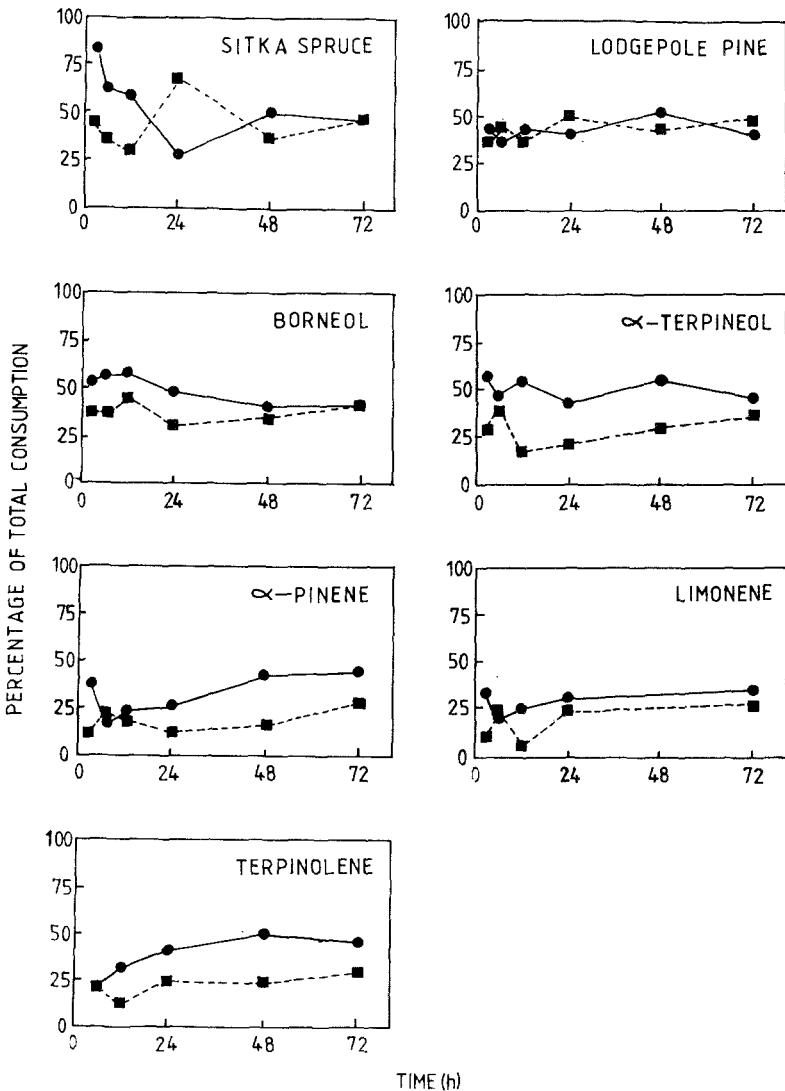 PERCENTAGE OF TOTAL CONSUMPTION
100
75
50
25
0
SITKA SPRUCE
0 24 48 72
100
75
50
25
0
LODGEPOLE PINE
0 24 48 72
100
75
50
25
0
BORNEOL
0 24 48 72
100
75
50
25
0
α-TERPINEOL
0 24 48 72
100
75
50
25
0
α-PINENE
0 24 48 72
100
75
50
25
0
LIMONENE
0 24 48 72
100
75
50
25
0
TERPINOLENE
0 24 48 72
TIME (h)